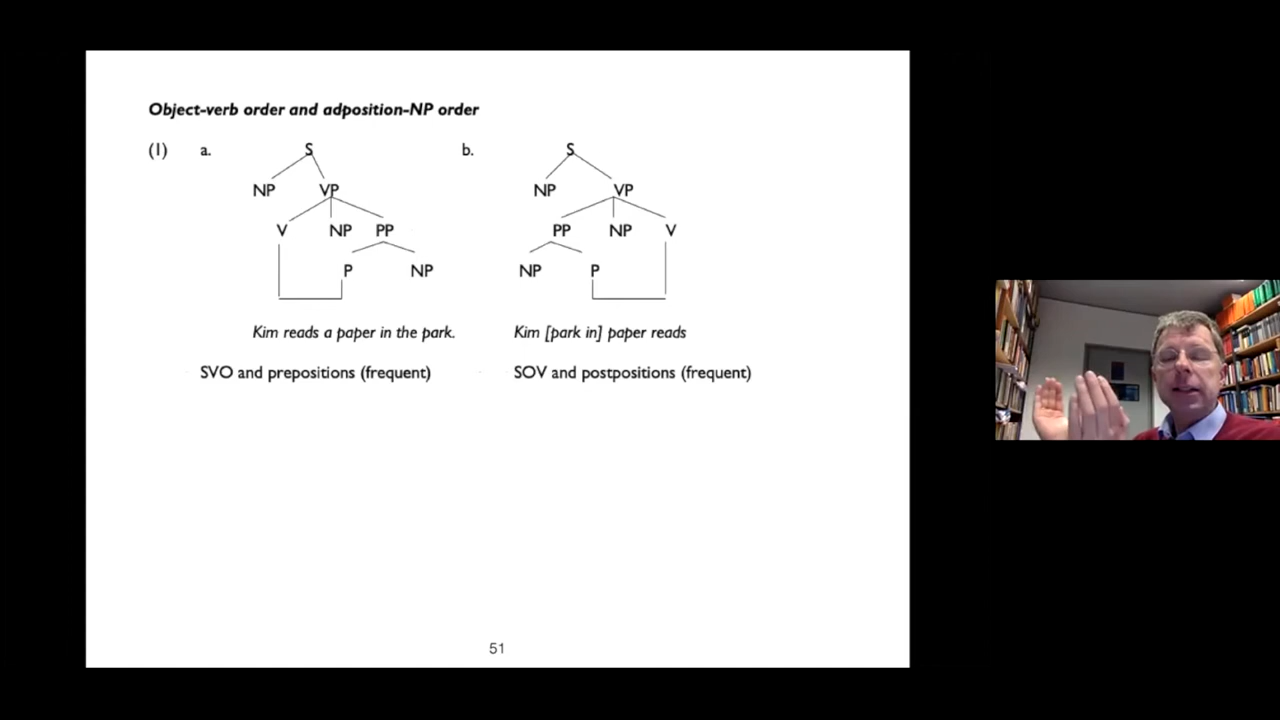 Object-verb order and adposition-NP order
(1) a. S b. S
NP VP NP VP
V NP PP PP NP V
P NP NP P
Kim reads a paper in the park. Kim [park in] paper reads
SVO and prepositions (frequent) SOV and postpositions (frequent)
51